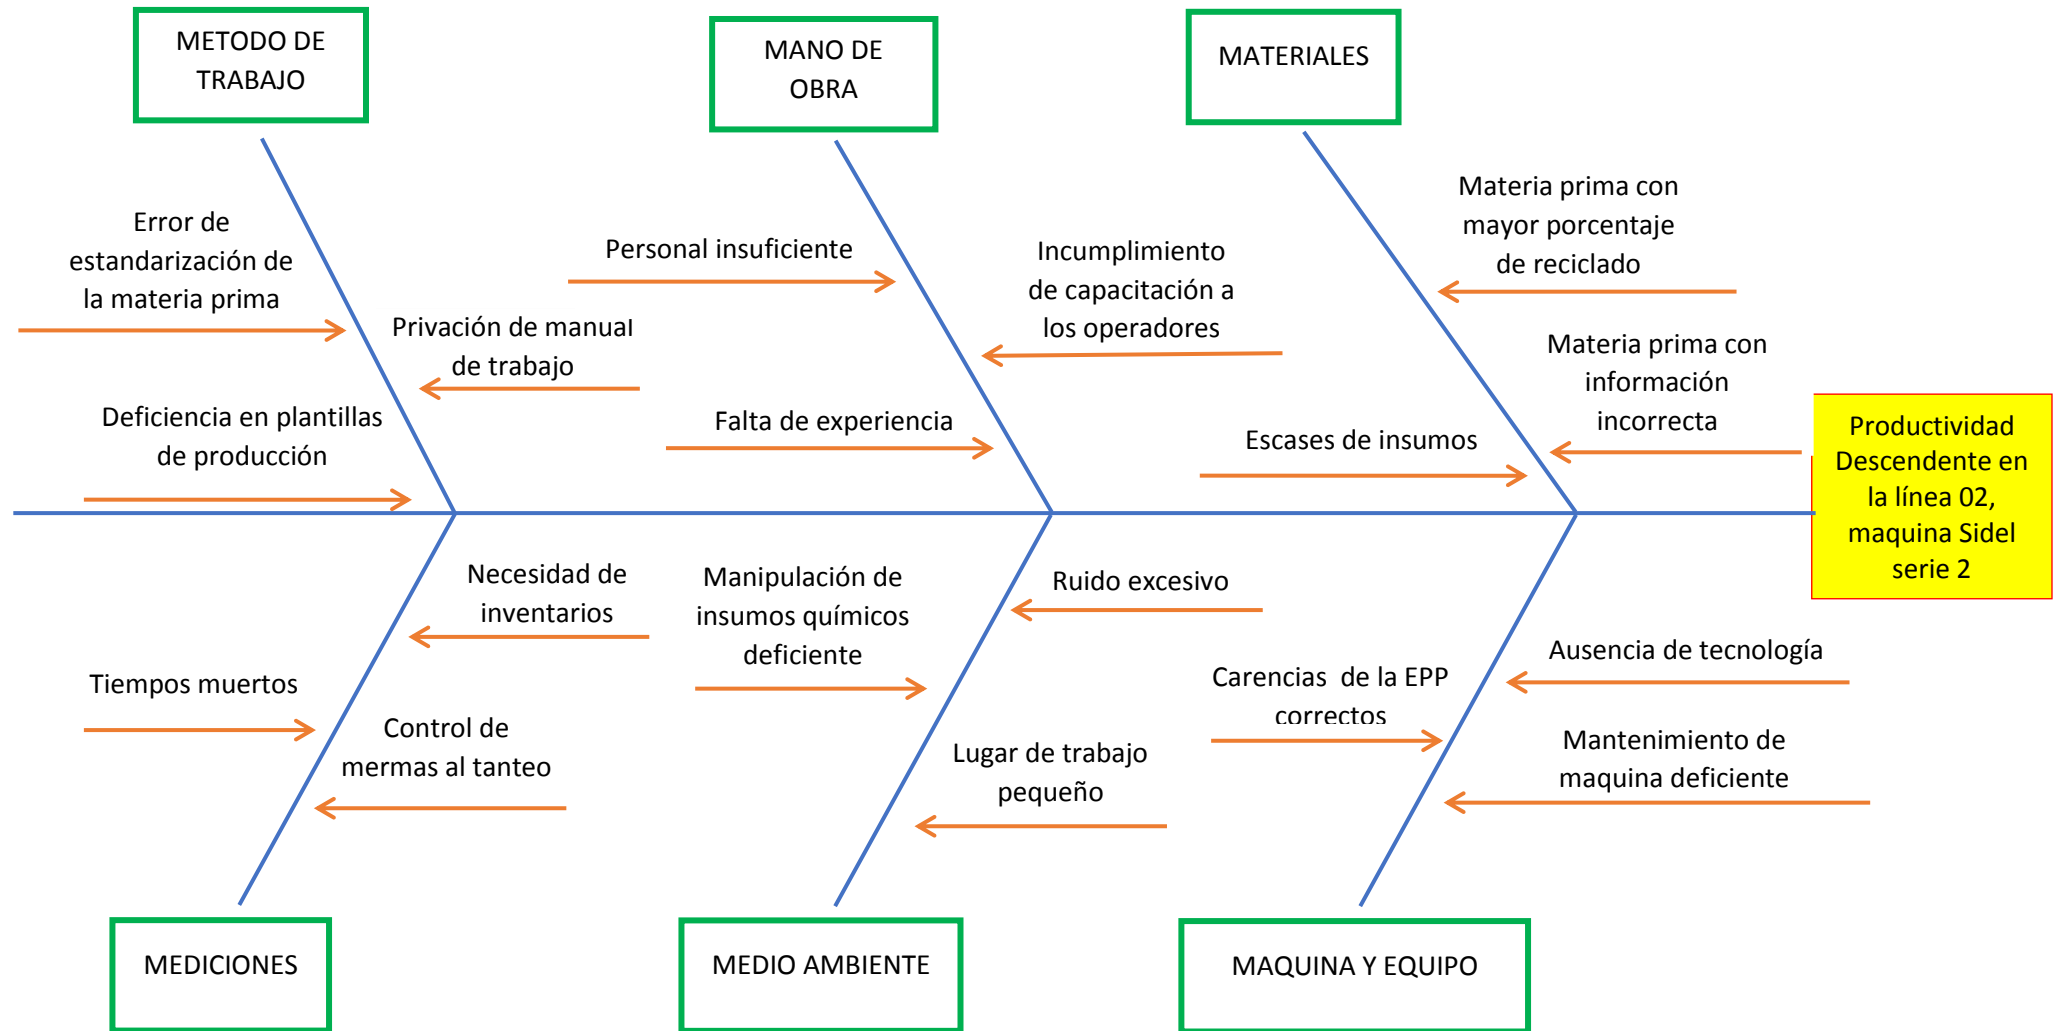 METODO DE
TRABAJO
MANO DE
OBRA
MATERIALES
Error de
estandarización de
la materia prima
Privación de manual
de trabajo
Deficiencia en plantillas
de producción
Personal insuficiente
Incumplimiento
de capacitación a
los operadores
Falta de experiencia
Materia prima con
mayor porcentaje
de reciclado
Materia prima con
información
incorrecta
Escases de insumos
Productividad
Descendente en
la línea 02,
maquina Sidel
serie 2
Necesidad de
inventarios
Tiempos muertos
Control de
mermas al tanteo
Manipulación de
insumos químicos
deficiente
Ruido excesivo
Lugar de trabajo
pequeño
Ausencia de tecnología
Carencias  de la EPP
correctos
Mantenimiento de
maquina deficiente
MEDICIONES
MEDIO AMBIENTE
MAQUINA Y EQUIPO